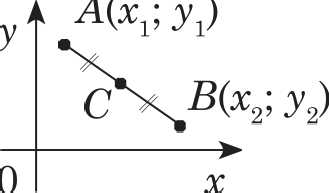 A(x₁; y₁)
y
C
B(x₂; y₂)
0
x